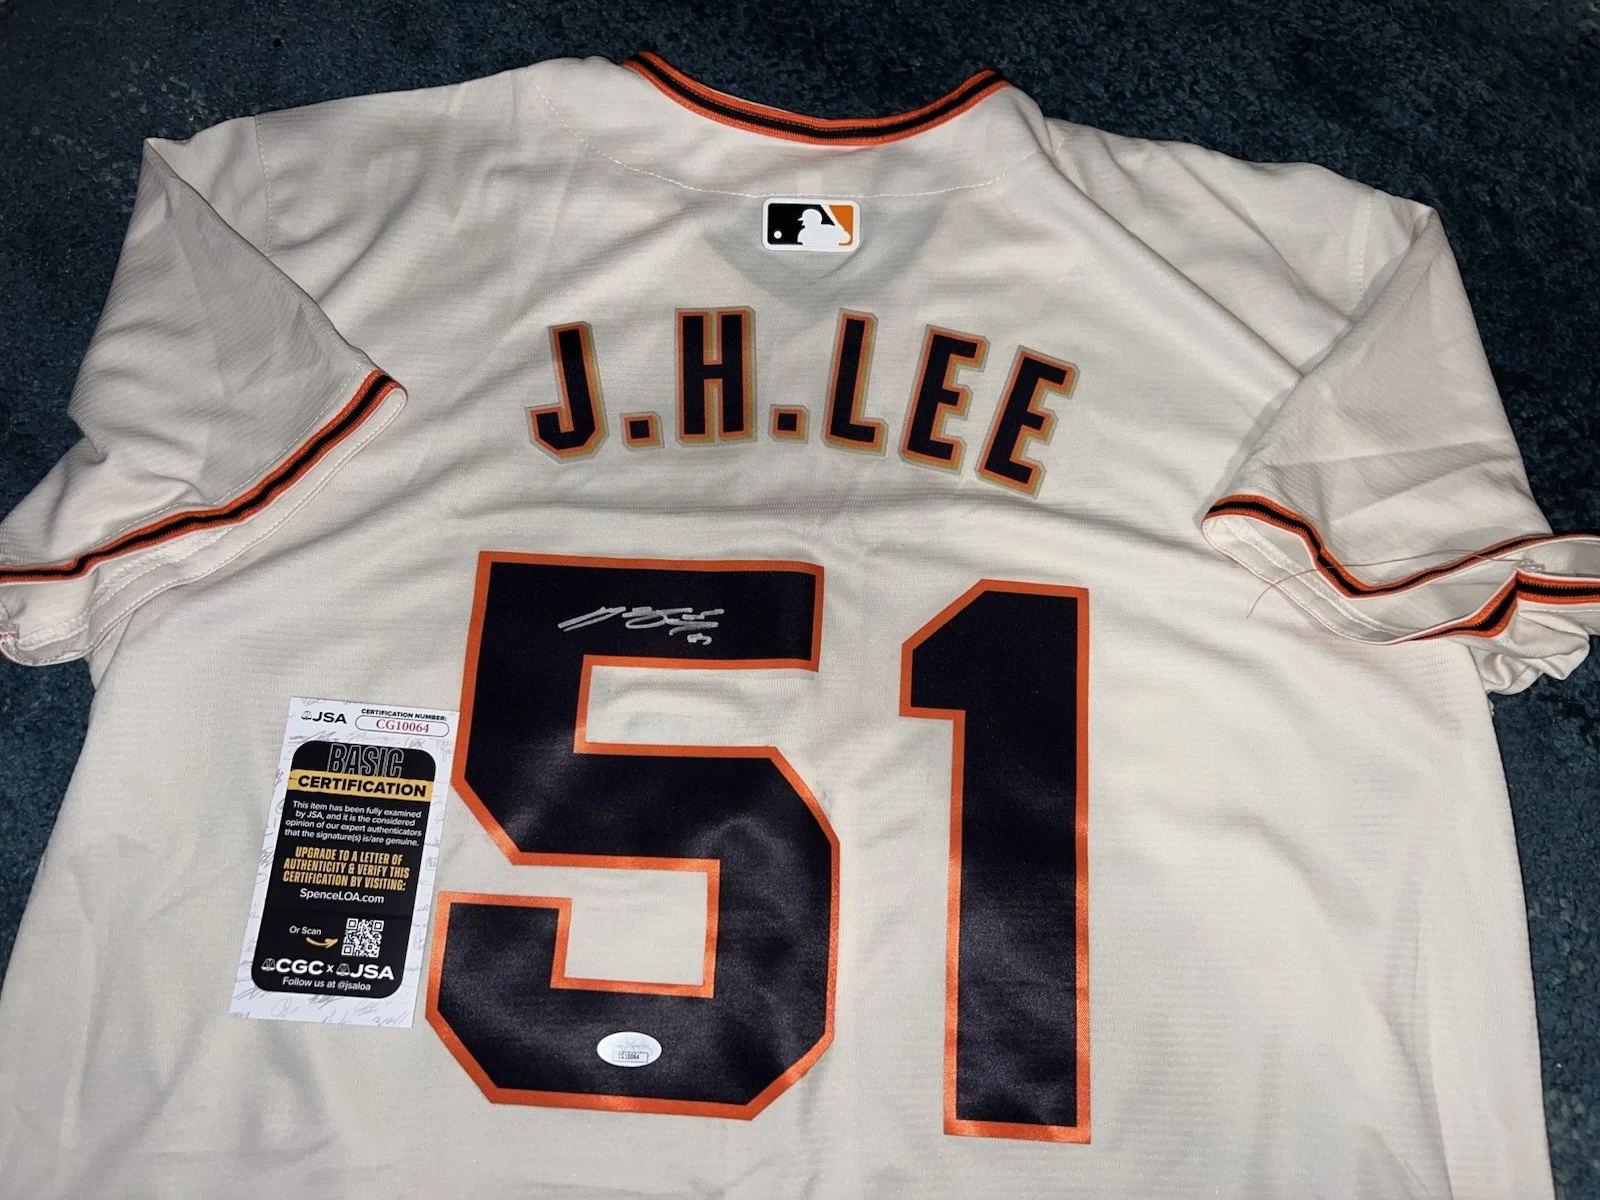 J.H.LEE
51
JSA
CERTIFICATION NUMBER:
CG10064
BASIC
CERTIFICATION
This item has been fully examined
by JSA, and it is the considered
opinion of our expert authenticators
that the signature(s) is/are genuine.
UPGRADE TO A LETTER OF
AUTHENTICITY & VERIFY THIS
CERTIFICATION BY VISITING:
SpenceLOA.com
Or Scan
CGC x JSA
Follow us at @jsaloa
CG10064